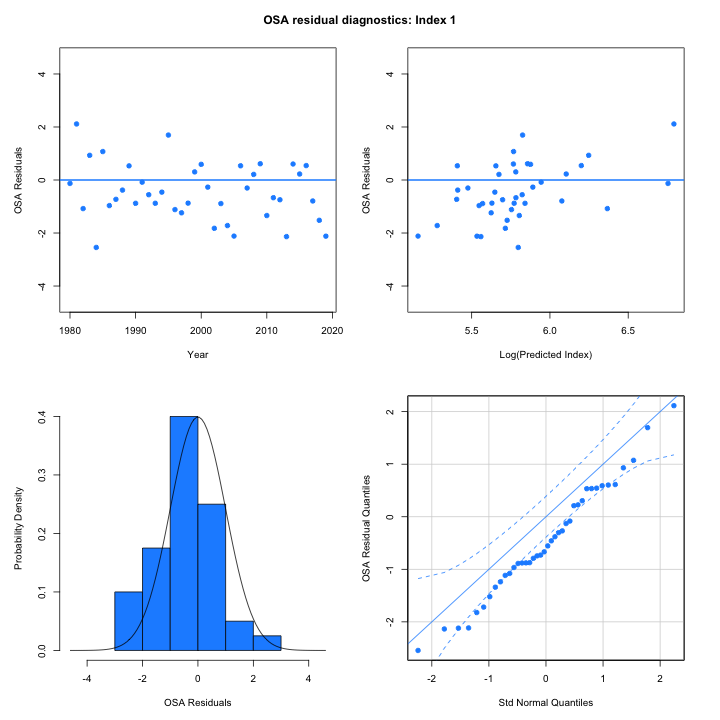 OSA residual diagnostics: Index 1
OSA Residuals
4
2
0
-2
-4
1980 1990 2000 2010 2020
Year
OSA Residuals
4
2
0
-2
-4
5.5 6.0 6.5
Log(Predicted Index)
Probability Density
0.4
0.3
0.2
0.1
0.0
-4 -2 0 2 4
OSA Residuals
OSA Residual Quantiles
2
1
0
-1
-2
-2 -1 0 1 2
Std Normal Quantiles